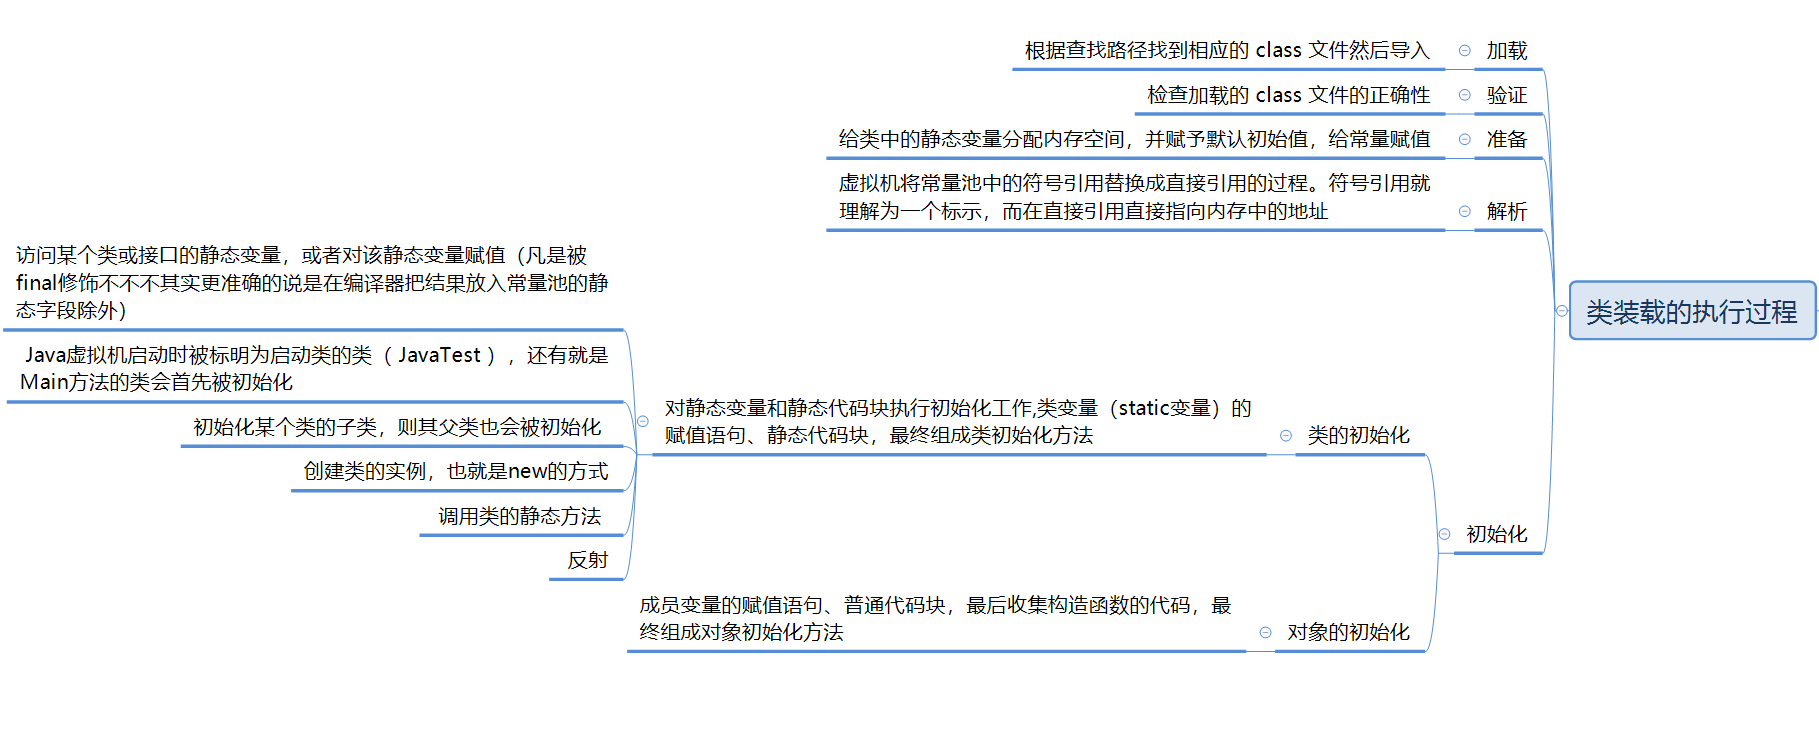 类装载的执行过程
加载
根据查找路径找到相应的 class 文件然后导入
验证
检查加载的 class 文件的正确性
准备
给类中的静态变量分配内存空间，并赋予默认初始值，给常量赋值
解析
虚拟机将常量池中的符号引用替换成直接引用的过程。符号引用就
理解为一个标示，而在直接引用直接指向内存中的地址
初始化
类的初始化
对静态变量和静态代码块执行初始化工作,类变量（static变量）的
赋值语句、静态代码块，最终组成类初始化方法
访问某个类或接口的静态变量，或者对该静态变量赋值（凡是被
final修饰不不不其实更准确的说是在编译器把结果放入常量池的静
态字段除外）
Java虚拟机启动时被标明为启动类的类（ JavaTest ），还有就是
Main方法的类会首先被初始化
初始化某个类的子类，则其父类也会被初始化
创建类的实例，也就是new的方式
调用类的静态方法
反射
对象的初始化
成员变量的赋值语句、普通代码块，最后收集构造函数的代码，最
终组成对象初始化方法